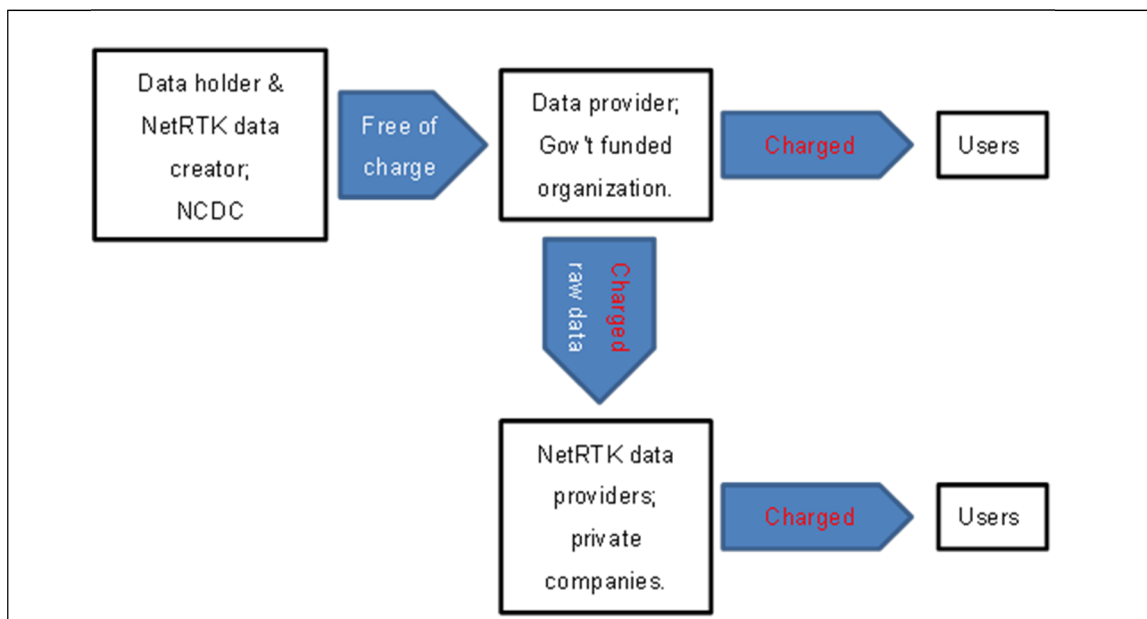 Data holder &
NetRTK data
creator;
NCDC
Free of
charge
Data provider;
Gov't funded
organization.
Charged
Users
Charged
raw data
NetRTK data
providers;
private
companies.
Charged
Users